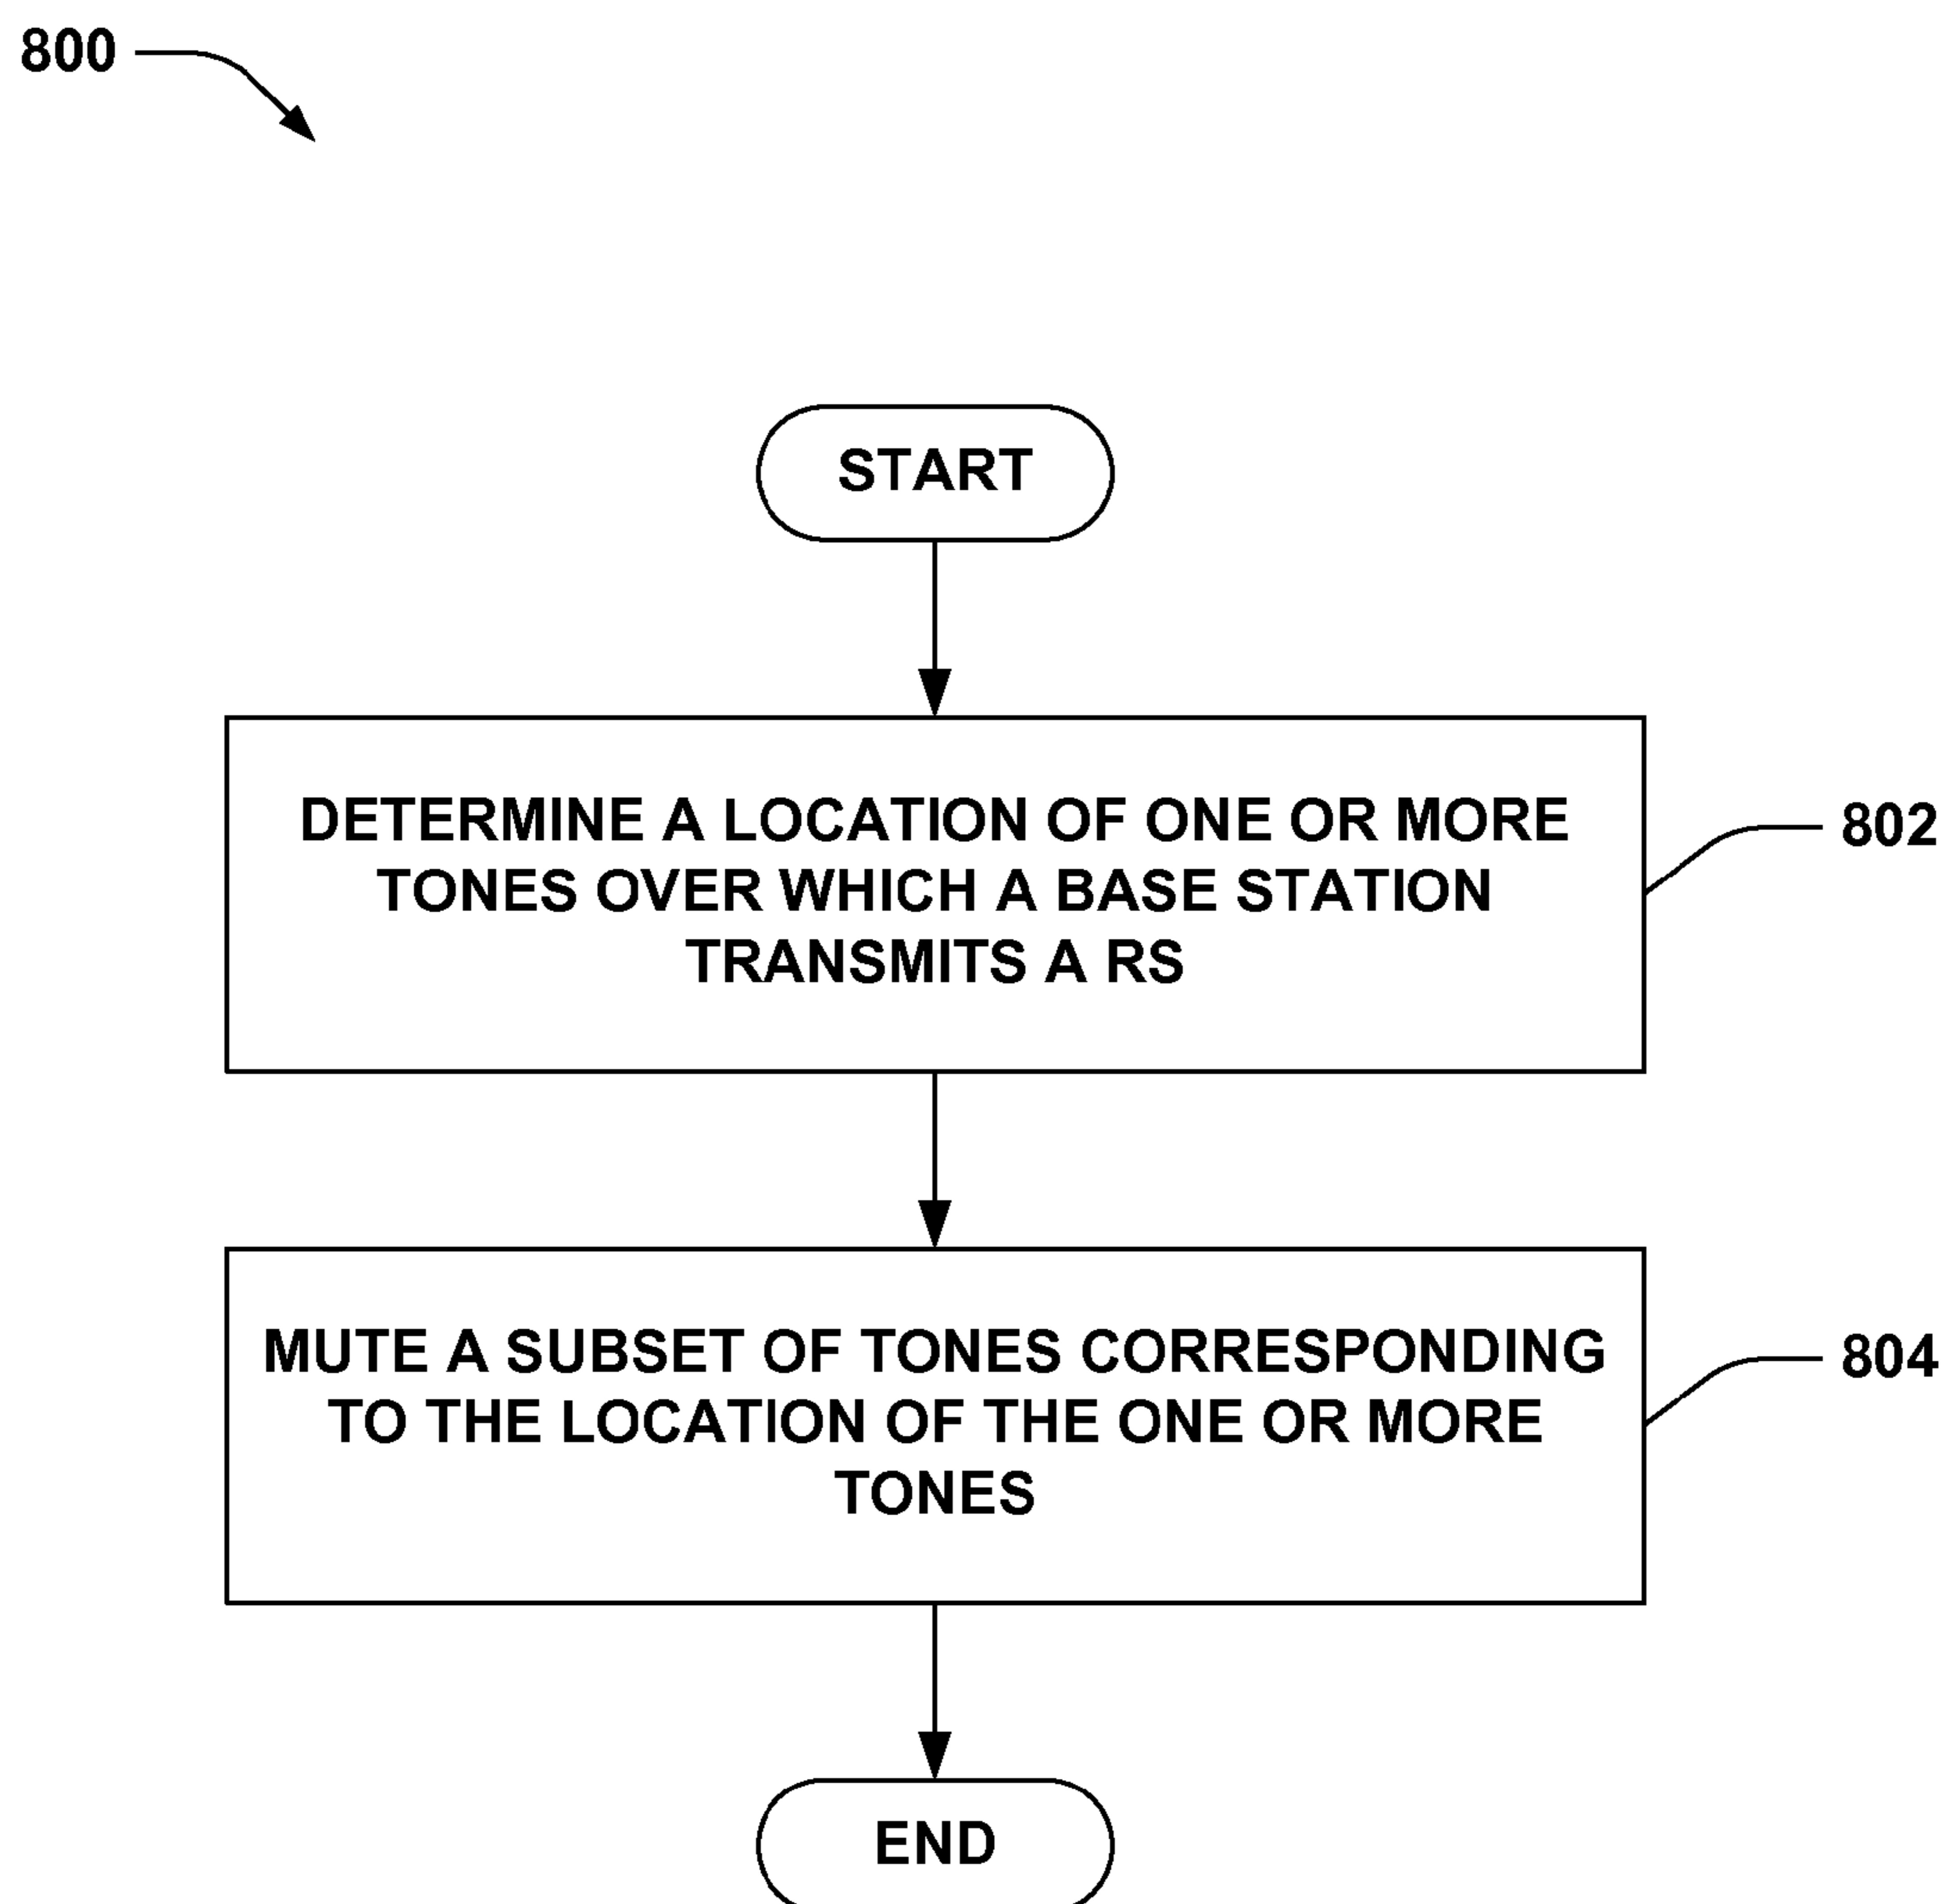 800
START
DETERMINE A LOCATION OF ONE OR MORE
TONES OVER WHICH A BASE STATION
TRANSMITS A RS
802
MUTE A SUBSET OF TONES CORRESPONDING
TO THE LOCATION OF THE ONE OR MORE
TONES
804
END